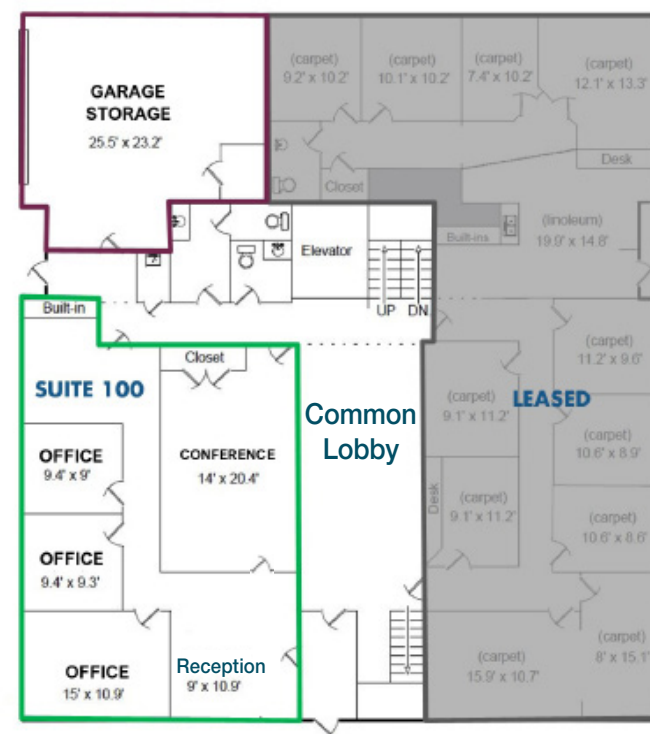 GARAGE
STORAGE
25.5' x 23.2'
(carpet)
9.2' x 10.2'
(carpet)
10.1' x 10.2'
(carpet)
7.4' x 10.2'
(carpet)
12.1' x 13.3'
Desk
Closet
(linoleum)
19.9' x 14.8'
Built-ins
Elevator
UP
DN
Built-in
SUITE 100
Closet
CONFERENCE
14' x 20.4'
OFFICE
9.4' x 9'
OFFICE
9.4' x 9.3'
OFFICE
15' x 10.9'
Reception
9' x 10.9'
Common
Lobby
LEASED
(carpet)
11.2' x 9.6'
(carpet)
9.1' x 11.2'
(carpet)
10.6' x 8.9'
Desk
(carpet)
9.1' x 11.2'
(carpet)
10.6' x 8.6'
(carpet)
15.9' x 10.7'
(carpet)
8' x 15.1'